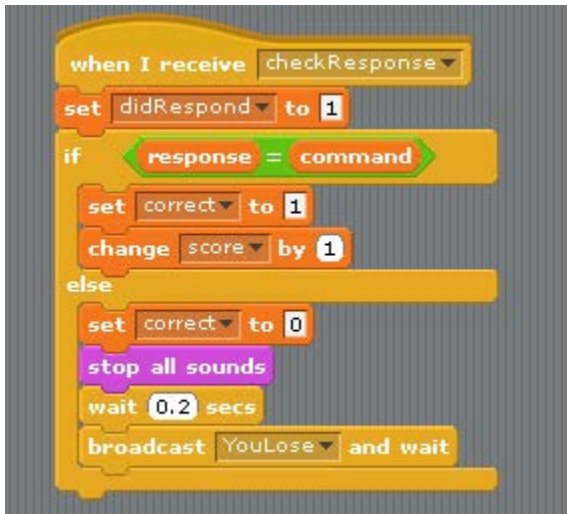 when I receive checkResponse
set didRespond to 1
if response = command
set correct to 1
change score by 1
else
set correct to 0
stop all sounds
wait 0.2 secs
broadcast YouLose and wait